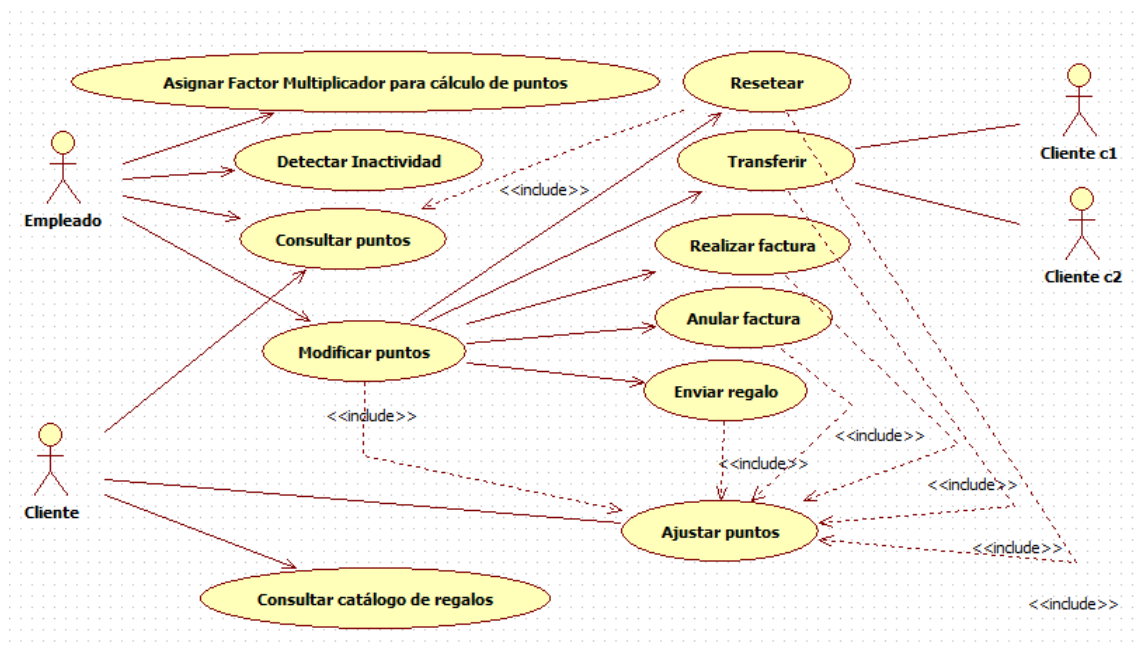 Asignar Factor Multiplicador para cálculo de puntos
Resetear
Detectar Inactividad
Transferir
Cliente c1
<<include>>
Empleado
Consultar puntos
Realizar factura
Cliente c2
Anular factura
Modificar puntos
Enviar regalo
<<include>>
<<include>>
<<include>>
<<include>>
Cliente
Ajustar puntos
<<include>>
Consultar catálogo de regalos
<<include>>